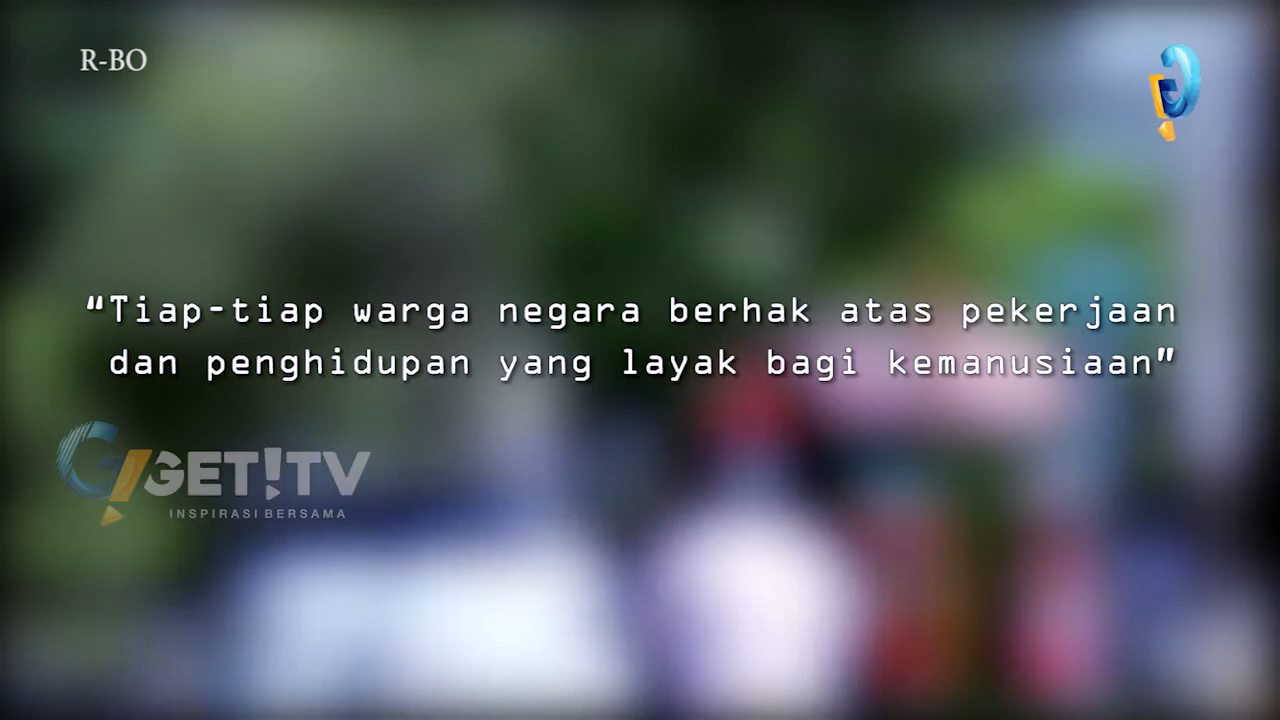 R-BO
“Tiap-tiap warga negara berhak atas pekerjaan
dan penghidupan yang layak bagi kemanusiaan”
GET!TV
INSPIRASI BERSAMA